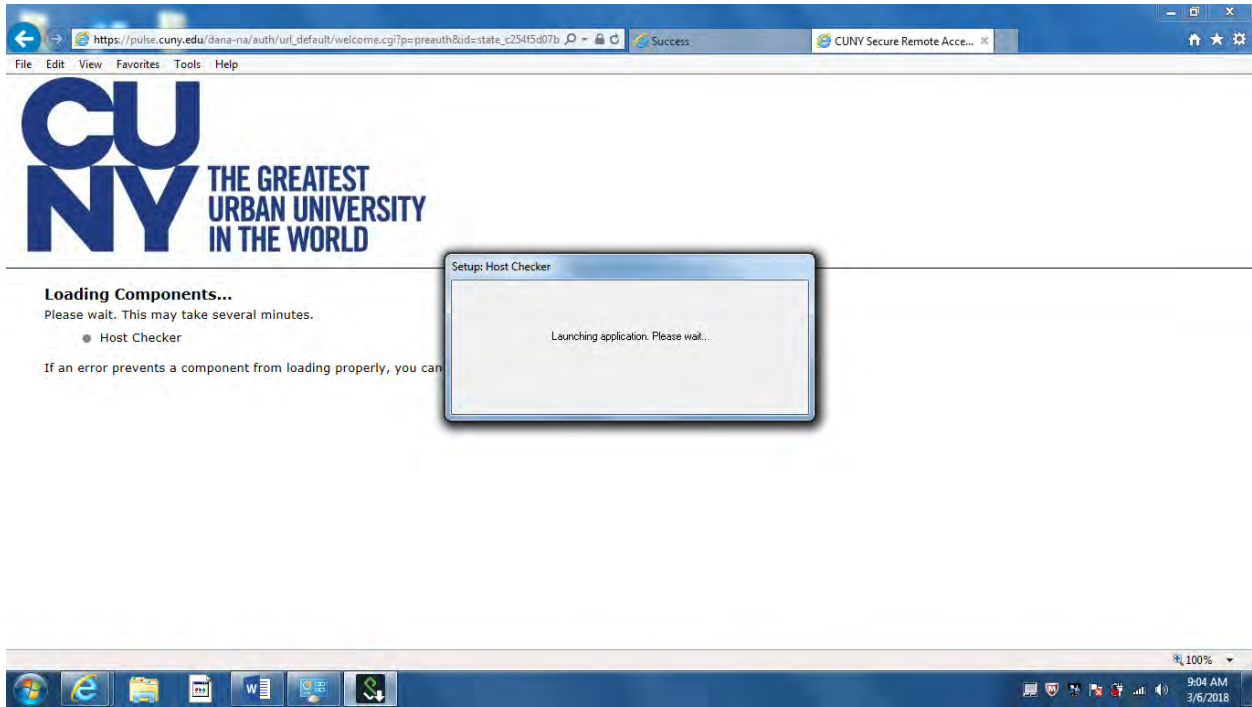 https://pulse.cuny.edu/dana-na/auth/url_default/welcome.cgi?p=preauth&id=state_c254f5d07b
Success
CUNY Secure Remote Acce...
File Edit View Favorites Tools Help
CU
NY
THE GREATEST
URBAN UNIVERSITY
IN THE WORLD
Setup: Host Checker
Launching application. Please wait...
Loading Components...
Please wait. This may take several minutes.
Host Checker
If an error prevents a component from loading properly, you can
100%
9:04 AM
3/6/2018